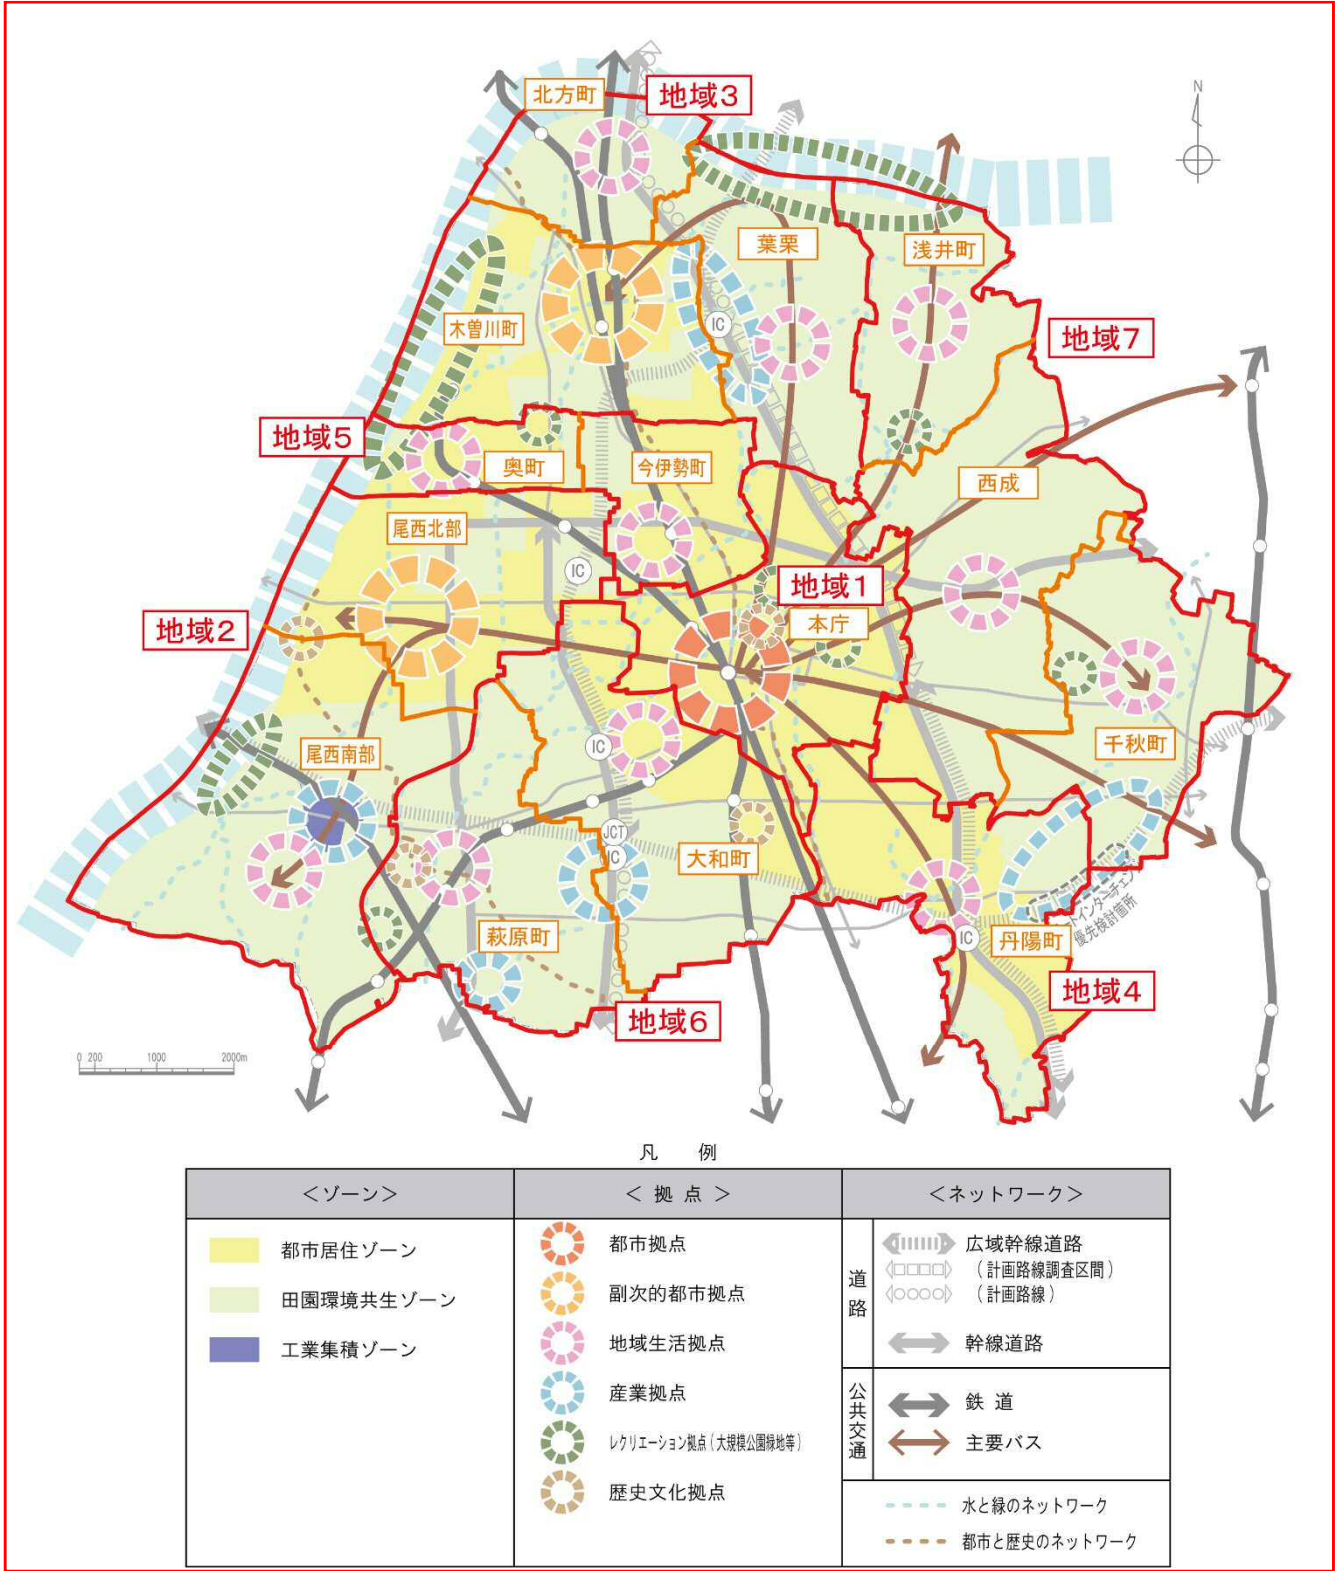 北方町
地域3
N
葉栗
浅井町
木曽川町
IC
地域7
地域5
奥町
今伊勢町
西成
尾西北部
IC
地域1
本庁
地域2
尾西南部
IC
千秋町
JCT
IC
大和町
萩原町
IC
丹陽町
優先検討箇所
地域4
地域6
0 200 1000 2000m
凡 例
<ゾーン>
都市居住ゾーン
田園環境共生ゾーン
工業集積ゾーン
<拠 点>
都市拠点
副次的都市拠点
地域生活拠点
産業拠点
レクリエーション拠点(大規模公園緑地等)
歴史文化拠点
<ネットワーク>
道路
広域幹線道路
(計画路線調査区間)
(計画路線)
幹線道路
公共交通
鉄 道
主要バス
水と緑のネットワーク
都市と歴史のネットワーク